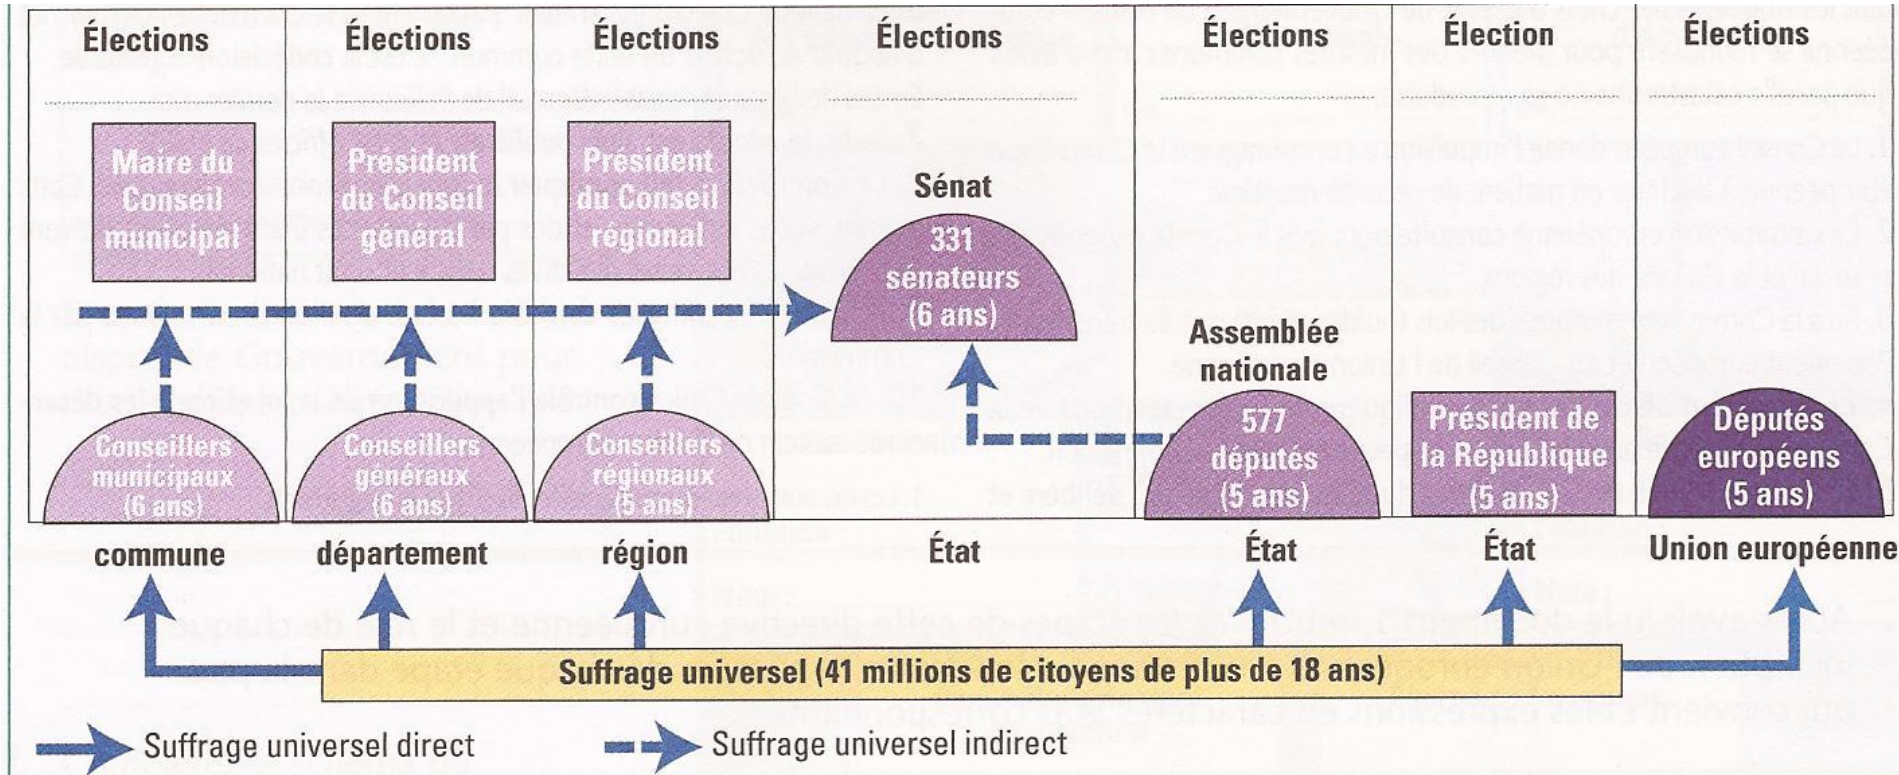 Élections
Élections
Élections
Élections
Élections
Élection
Élections
Maire du
Conseil
municipal
Président
du Conseil
général
Président
du Conseil
régional
Sénat
331
sénateurs
(6 ans)
Assemblée
nationale
577
députés
(5 ans)
Président de
la République
(5 ans)
Députés
européens
(5 ans)
Conseillers
municipaux
(6 ans)
Conseillers
généraux
(6 ans)
Conseillers
régionaux
(5 ans)
commune
département
région
État
État
État
Union européenne
Suffrage universel (41 millions de citoyens de plus de 18 ans)
Suffrage universel direct
Suffrage universel indirect